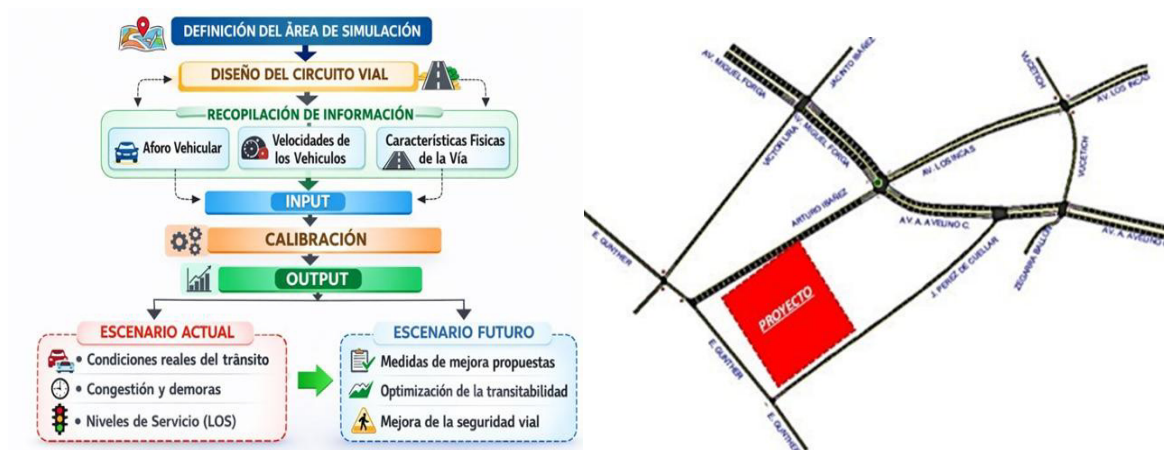 DEFINICIÓN DEL ÀREA DE SIMULACIÓN
DISEÑO DEL CIRCUITO VIAL
RECOPILACIÓN DE INFORMACIÓN
Aforo Vehicular
Velocidades de
los Vehiculos
Características Fisicas
de la Vía
INPUT
CALIBRACIÓN
OUTPUT
ESCENARIO ACTUAL
• Condiciones reales del trânsito
• Congestión y demoras
• Niveles de Servicio (LOS)
ESCENARIO FUTURO
Medidas de mejora propuestas
Optimización de la transitabilidad
Mejora de la seguridad vial
AV. MIGUEL FORGA
JACINTO IBAÑEZ
VUCETICH
AV. LOS INCAS
VICTOR LIRA
AV. MIGUEL FORGA
AV. LOS INCAS
VUCETICH
ARTURO IBAÑEZ
AV. A. AVELINO C.
AV. A. AVELINO C
E. GUNTHER
ZEGARRA BALLON
J. PEREZ DE CUELLAR
PROYECTO
E. GUNTHER
E. GUNTHER